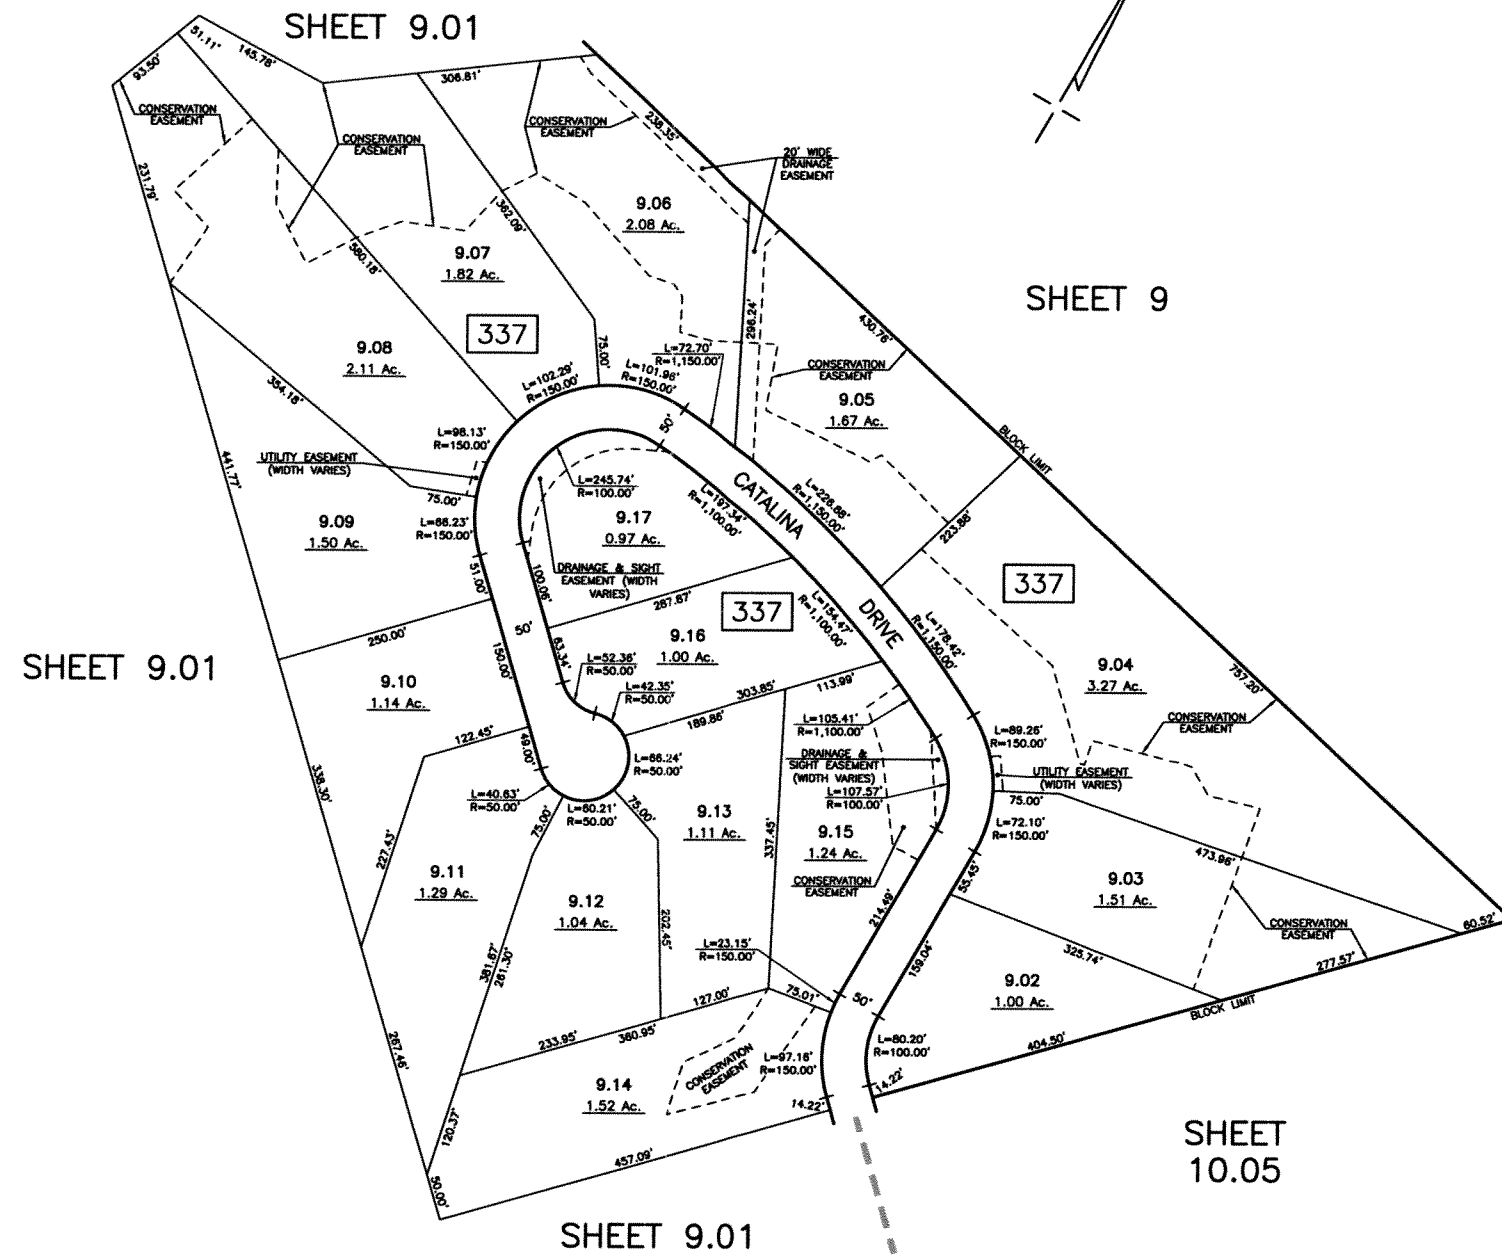 SHEET 9.01
51.11'
145.78'
93.50'
306.81'
CONSERVATION
EASEMENT
CONSERVATION
EASEMENT
CONSERVATION
EASEMENT
238.35'
20' WIDE
DRAINAGE
EASEMENT
231.79'
9.06
2.08 Ac.
362.09'
9.07
1.82 Ac.
580.18'
SHEET 9
296.24'
430.76'
337
9.08
2.11 Ac.
75.00'
L=72.70'
R=1,150.00'
L=101.96'
R=150.00'
L=102.29'
R=150.00'
CONSERVATION
EASEMENT
9.05
1.67 Ac.
354.18'
50'
L=98.13'
R=150.00'
BLOCK LIMIT
UTILITY EASEMENT
(WIDTH VARIES)
441.77'
75.00'
L=245.74'
R=100.00'
CATALINA
L=226.68'
R=1,150.00'
L=197.34'
R=1,100.00'
9.09
1.50 Ac.
L=66.23'
R=150.00'
9.17
0.97 Ac.
223.88'
DRAINAGE & SIGHT
EASEMENT (WIDTH
VARIES)
51.00'
100.06'
337
287.87'
337
L=154.47'
R=1,100.00'
DRIVE
L=178.42'
R=1,150.00'
250.00'
50'
63.34'
9.16
1.00 Ac.
SHEET 9.01
150.00'
L=52.36'
R=50.00'
9.04
3.27 Ac.
757.20'
9.10
1.14 Ac.
L=42.35'
R=50.00'
303.85'
113.99'
189.86'
L=105.41'
R=1,100.00'
CONSERVATION
EASEMENT
122.45'
49.00'
L=89.26'
R=150.00'
338.30'
L=66.24'
R=50.00'
DRAINAGE &
SIGHT EASEMENT
(WIDTH VARIES)
UTILITY EASEMENT
(WIDTH VARIES)
L=40.63'
R=50.00'
L=60.21'
R=50.00'
75.00'
75.00'
L=107.57'
R=100.00'
75.00'
9.13
1.11 Ac.
337.45'
9.15
1.24 Ac.
L=72.10'
R=150.00'
227.43'
473.96'
9.11
1.29 Ac.
CONSERVATION
EASEMENT
55.45'
9.03
1.51 Ac.
9.12
1.04 Ac.
202.45'
214.49'
60.52'
CONSERVATION
EASEMENT
L=23.15'
R=150.00'
159.04'
325.74'
277.57'
381.67'
261.30'
9.02
1.00 Ac.
127.00'
75.01'
50'
BLOCK LIMIT
233.95'
360.95'
267.46'
L=80.20'
R=100.00'
404.50'
CONSERVATION
EASEMENT
L=97.16'
R=150.00'
9.14
1.52 Ac.
14.22'
14.22'
120.37'
457.09'
50.00'
SHEET
10.05
SHEET 9.01